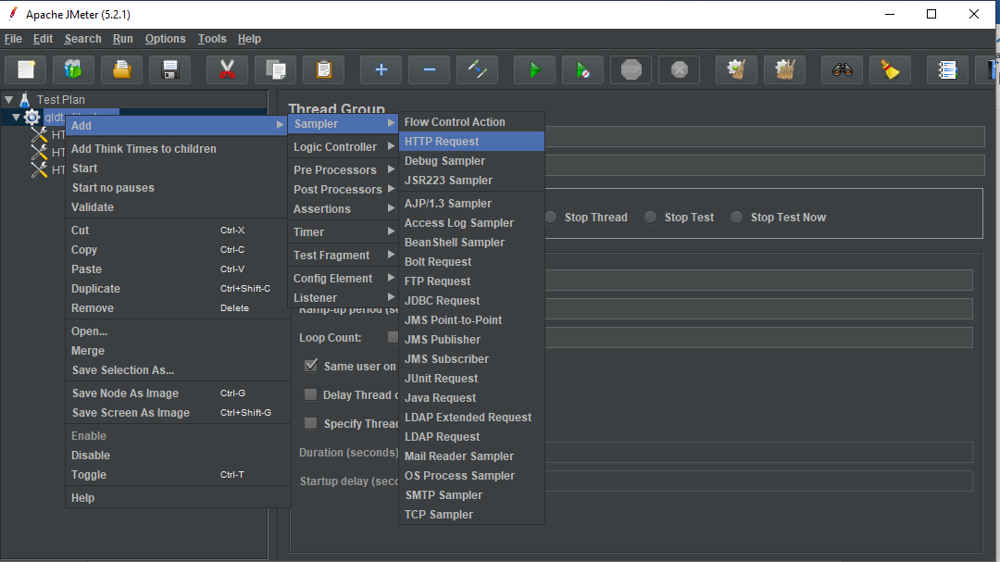 Apache JMeter (5.2.1)
File Edit Search Run Options Tools Help
STOP
Test Plan
Thread Group
HT
HT
HT
Add
Add Think Times to children
Start
Start no pauses
Validate
Cut Ctrl-X
Copy Ctrl-C
Paste Ctrl-V
Duplicate Ctrl+Shift-C
Remove Delete
Open...
Merge
Save Selection As...
Save Node As Image Ctrl-G
Save Screen As Image Ctrl+Shift-G
Enable
Disable
Toggle Ctrl-T
Help
Sampler
Logic Controller
Pre Processors
Post Processors
Assertions
Timer
Test Fragment
Config Element
Listener
Flow Control Action
HTTP Request
Debug Sampler
JSR223 Sampler
AJP/1.3 Sampler
Access Log Sampler
BeanShell Sampler
Bolt Request
FTP Request
JDBC Request
JMS Point-to-Point
JMS Publisher
JMS Subscriber
JUnit Request
Java Request
LDAP Extended Request
LDAP Request
Mail Reader Sampler
OS Process Sampler
SMTP Sampler
TCP Sampler
Stop Thread Stop Test Stop Test Now
Ramp-up period (se
Loop Count:
Same user on
Delay Thread c
Specify Thread
Duration (seconds)
Startup delay (seco